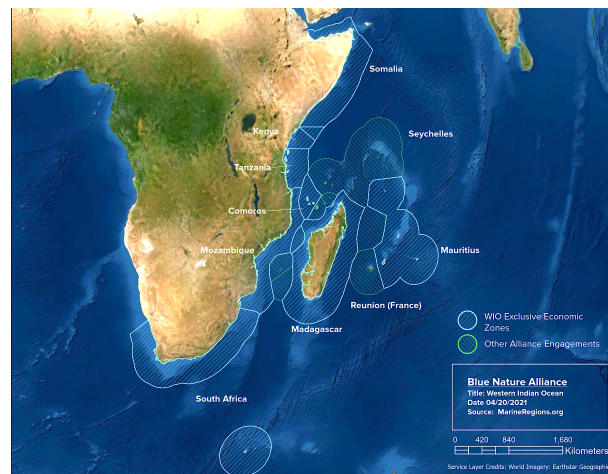 Somalia
Kenya
Seychelles
Tanzania
Comoros
Mozambique
Mauritius
Reunion (France)
Madagascar
WIO Exclusive Economic
Zones
Other Alliance Engagements
South Africa
Blue Nature Alliance
Title: Western Indian Ocean
Date 04/20/2021
Source: MarineRegions.org
0 420 840 1,680
Kilometers
Service Layer Credits: World Imagery: Earthstar Geographic